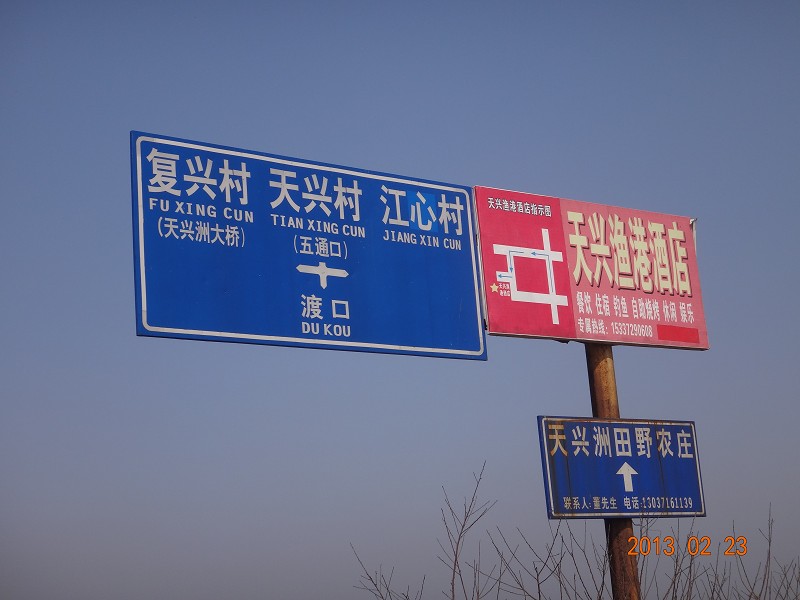 复兴村 天兴村 江心村
FU XING CUN TIAN XING CUN JIANG XIN CUN
(天兴洲大桥) (五通口)
渡口
DU KOU
天兴渔港酒店指示图
天兴渔港酒店
餐饮 住宿 钓鱼 自助烧烤 休闲 娱乐
专属热线: 15337290608
天兴洲田野农庄
联系人:董先生 电话:13037161139
2013 02 23